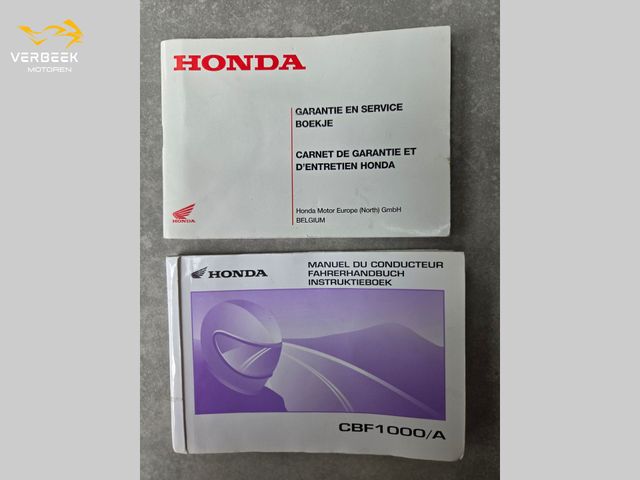 VERBEEK
MOTOREN
HONDA
GARANTIE EN SERVICE
BOEKJE
CARNET DE GARANTIE ET
D'ENTRETIEN HONDA
Honda Motor Europe (North) GmbH
BELGIUM
HONDA
HONDA
MANUEL DU CONDUCTEUR
FAHRERHANDBUCH
INSTRUKTIEBOEK
CBF1000/A